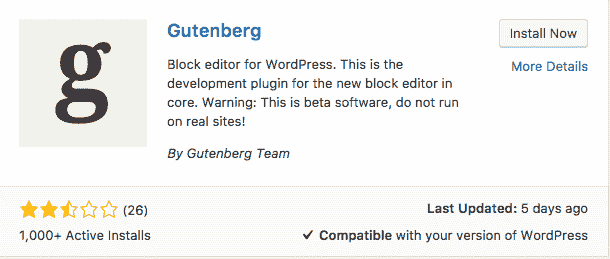 g
Gutenberg
Install Now
More Details
Block editor for WordPress. This is the
development plugin for the new block editor in
core. Warning: This is beta software, do not run
on real sites!
By Gutenberg Team
(26)
Last Updated: 5 days ago
1,000+ Active Installs
✔ Compatible with your version of WordPress